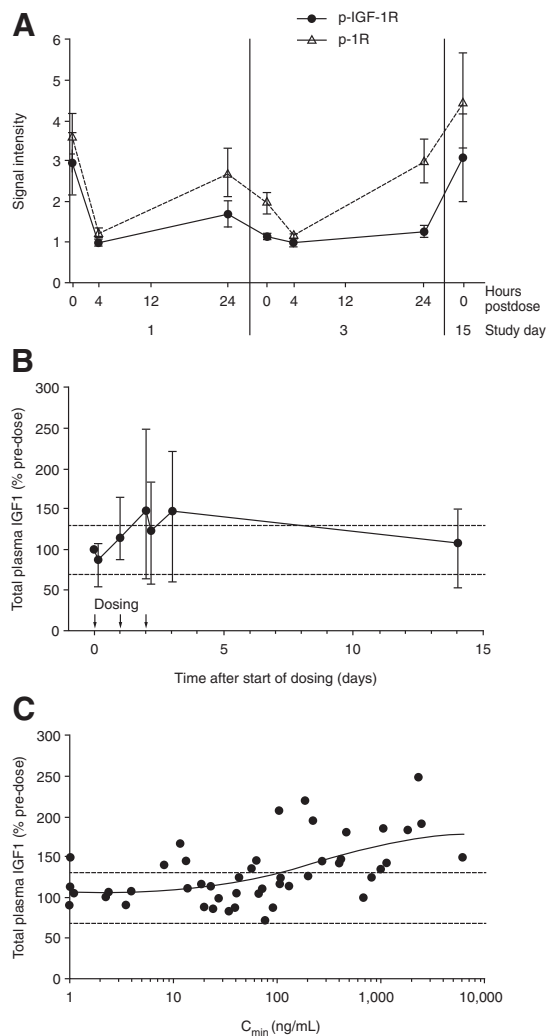 A
p-IGF-1R
p-1R
6
5
4
3
2
1
0
Signal intensity
0 4 12 24 0 4 12 24 0 Hours postdose
1 3 15 Study day
B
300
250
200
150
100
50
0
Total plasma IGF1 (% pre-dose)
Dosing
0 5 10 15
Time after start of dosing (days)
C
300
250
200
150
100
50
0
Total plasma IGF1 (% pre-dose)
1 10 100 1,000 10,000
Cmin (ng/mL)